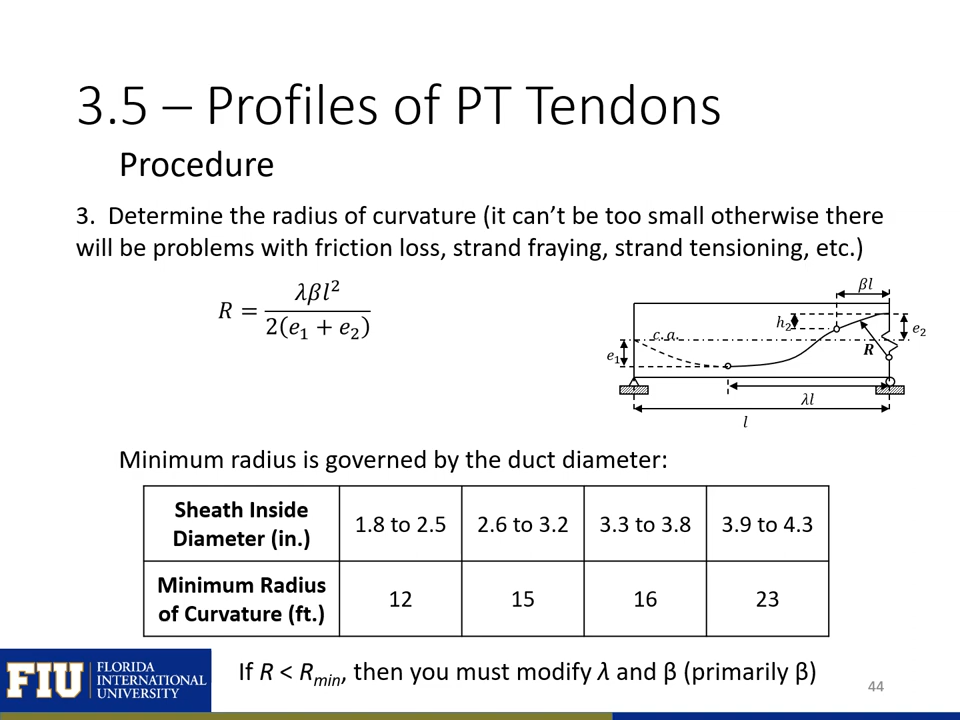 3.5 – Profiles of PT Tendons
Procedure
3. Determine the radius of curvature (it can't be too small otherwise there
will be problems with friction loss, strand fraying, strand tensioning, etc.)
R = λβl² / 2(e₁ + e₂)
βl
h₂
e₂
c.a.
e₁
R
λl
l
Minimum radius is governed by the duct diameter:
Sheath Inside
Diameter (in.)
1.8 to 2.5
2.6 to 3.2
3.3 to 3.8
3.9 to 4.3
Minimum Radius
of Curvature (ft.)
12
15
16
23
If R < Rmin, then you must modify λ and β (primarily β)
FIU
FLORIDA
INTERNATIONAL
UNIVERSITY
44